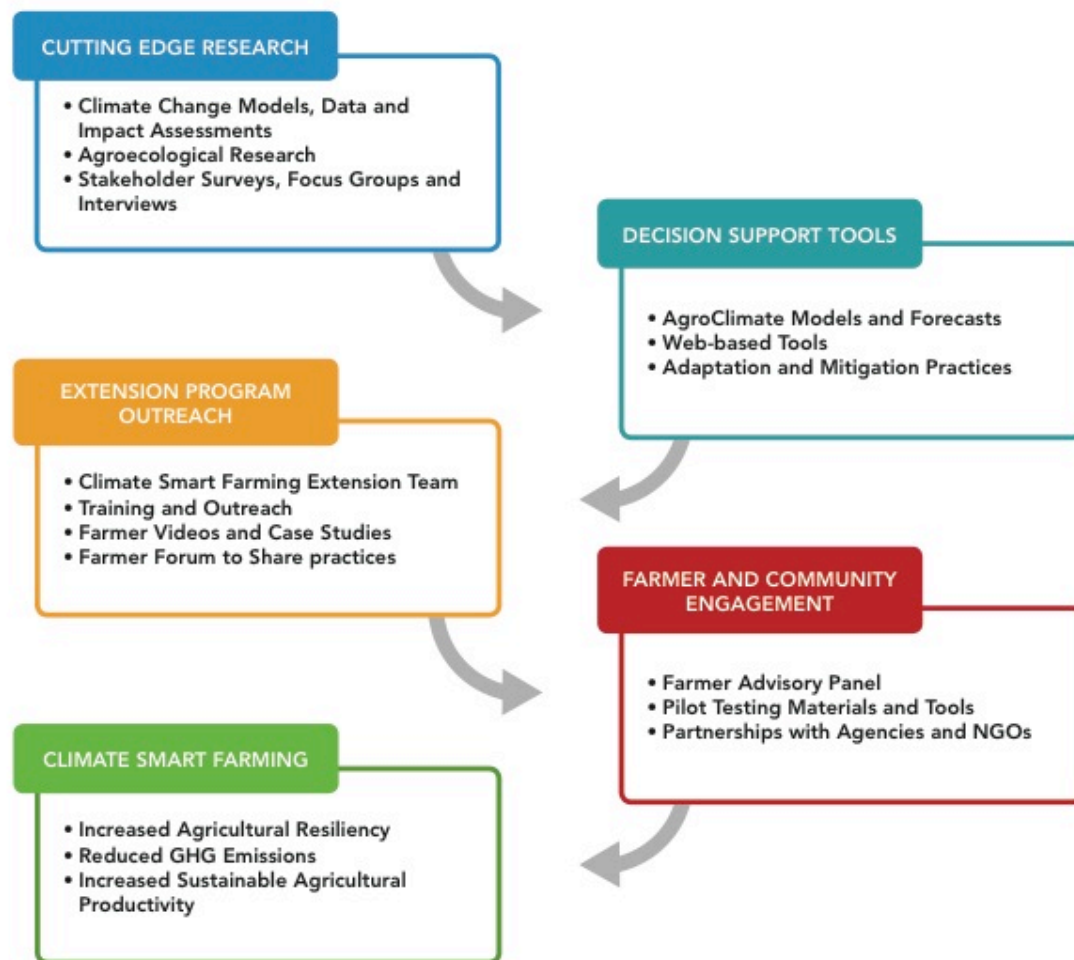 CUTTING EDGE RESEARCH
• Climate Change Models, Data and
Impact Assessments
• Agroecological Research
• Stakeholder Surveys, Focus Groups and
Interviews
DECISION SUPPORT TOOLS
• AgroClimate Models and Forecasts
• Web-based Tools
• Adaptation and Mitigation Practices
EXTENSION PROGRAM
OUTREACH
• Climate Smart Farming Extension Team
• Training and Outreach
• Farmer Videos and Case Studies
• Farmer Forum to Share practices
FARMER AND COMMUNITY
ENGAGEMENT
• Farmer Advisory Panel
• Pilot Testing Materials and Tools
• Partnerships with Agencies and NGOs
CLIMATE SMART FARMING
• Increased Agricultural Resiliency
• Reduced GHG Emissions
• Increased Sustainable Agricultural
Productivity